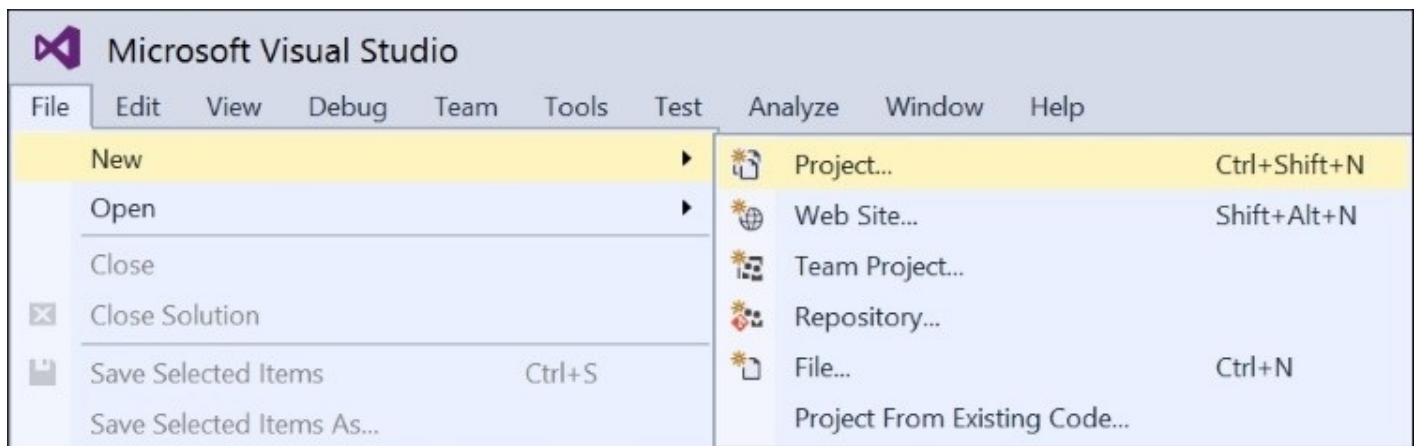 Microsoft Visual Studio
File Edit View Debug Team Tools Test Analyze Window Help
New
Open
Close
Close Solution
Save Selected Items Ctrl+S
Save Selected Items As...
Project... Ctrl+Shift+N
Web Site... Shift+Alt+N
Team Project...
Repository...
File... Ctrl+N
Project From Existing Code...